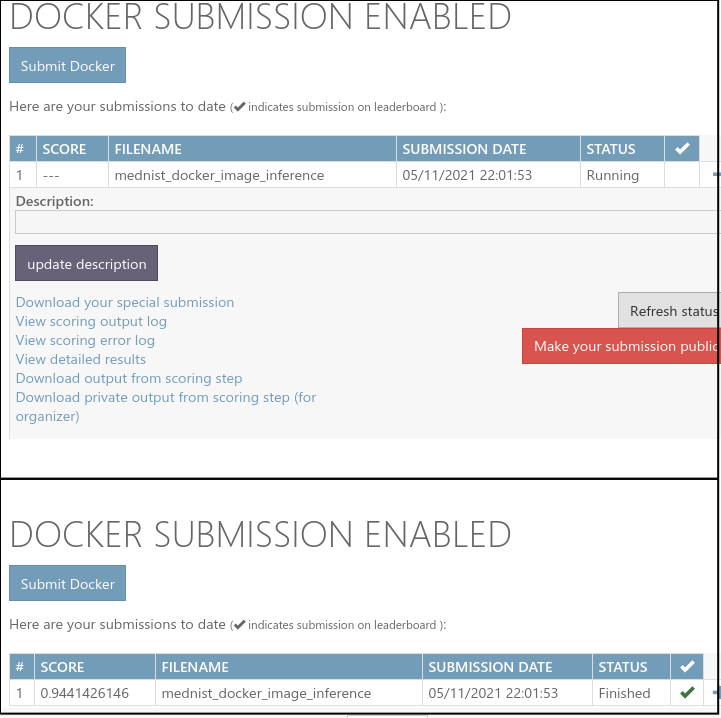 DOCKER SUBMISSION ENABLED
Submit Docker
Here are your submissions to date (✔ indicates submission on leaderboard ):
# SCORE FILENAME SUBMISSION DATE STATUS ✔
1 --- mednist_docker_image_inference 05/11/2021 22:01:53 Running
Description:
update description
Download your special submission
View scoring output log
View scoring error log
View detailed results
Download output from scoring step
Download private output from scoring step (for
organizer)
Refresh status
Make your submission public
DOCKER SUBMISSION ENABLED
Submit Docker
Here are your submissions to date (✔ indicates submission on leaderboard ):
# SCORE FILENAME SUBMISSION DATE STATUS ✔
1 0.9441426146 mednist_docker_image_inference 05/11/2021 22:01:53 Finished ✔